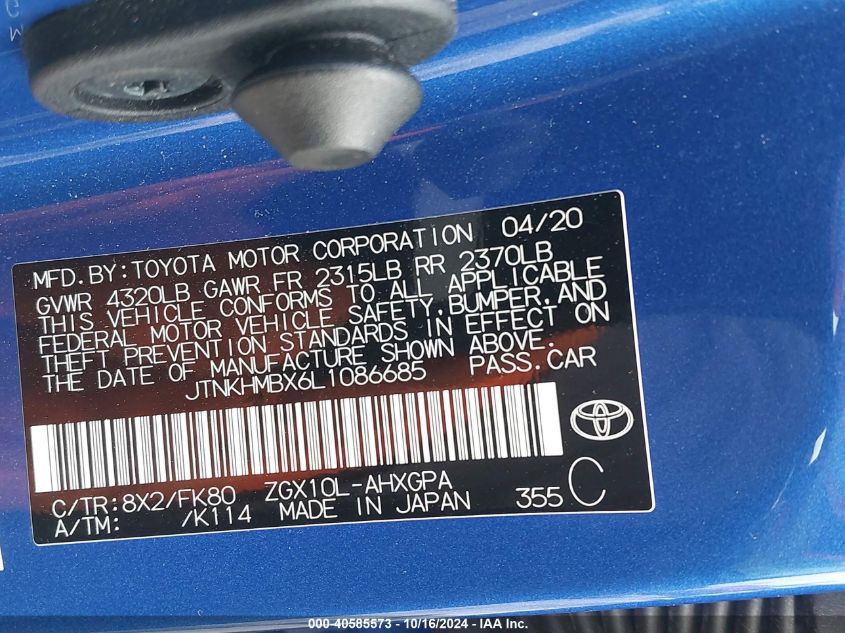 MFD.BY:TOYOTA MOTOR CORPORATION 04/20
GVWR 4320LB GAWR FR 2315LB RR 2370LB
THIS VEHICLE CONFORMS TO ALL APPLICABLE
FEDERAL MOTOR VEHICLE SAFETY,BUMPER,AND
THEFT PREVENTION STANDARDS IN EFFECT ON
THE DATE OF MANUFACTURE SHOWN ABOVE.
JTNKHMBX6L1086685 PASS.CAR
C/TR:8X2/FK80 ZGX10L-AHXGPA
A/TM: /K114 MADE IN JAPAN 355 C
000-40585573 - 10/16/2024 - IAA Inc.